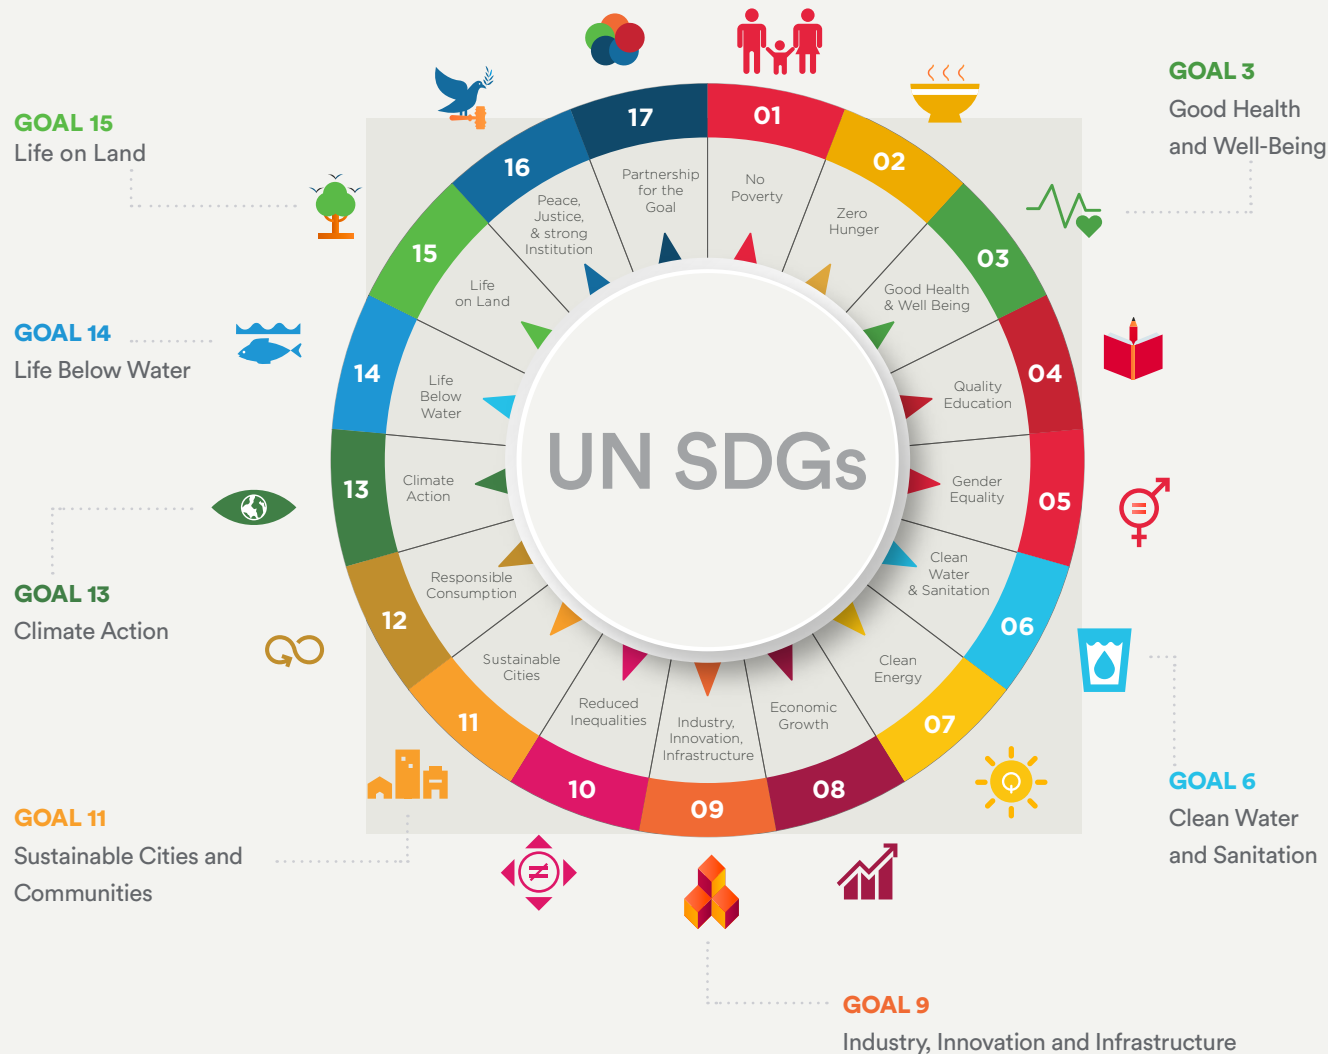 UN SDGs
01
No
Poverty
02
Zero
Hunger
03
Good Health
& Well Being
04
Quality
Education
05
Gender
Equality
06
Clean
Water
& Sanitation
07
Clean
Energy
08
Economic
Growth
09
Industry,
Innovation,
Infrastructure
10
Reduced
Inequalities
11
Sustainable
Cities
12
Responsible
Consumption
13
Climate
Action
14
Life
Below
Water
15
Life
on Land
16
Peace,
Justice,
& strong
Institution
17
Partnership
for the
Goal
GOAL 3
Good Health
and Well-Being
GOAL 6
Clean Water
and Sanitation
GOAL 9
Industry, Innovation and Infrastructure
GOAL 11
Sustainable Cities and
Communities
GOAL 13
Climate Action
GOAL 14
Life Below Water
GOAL 15
Life on Land